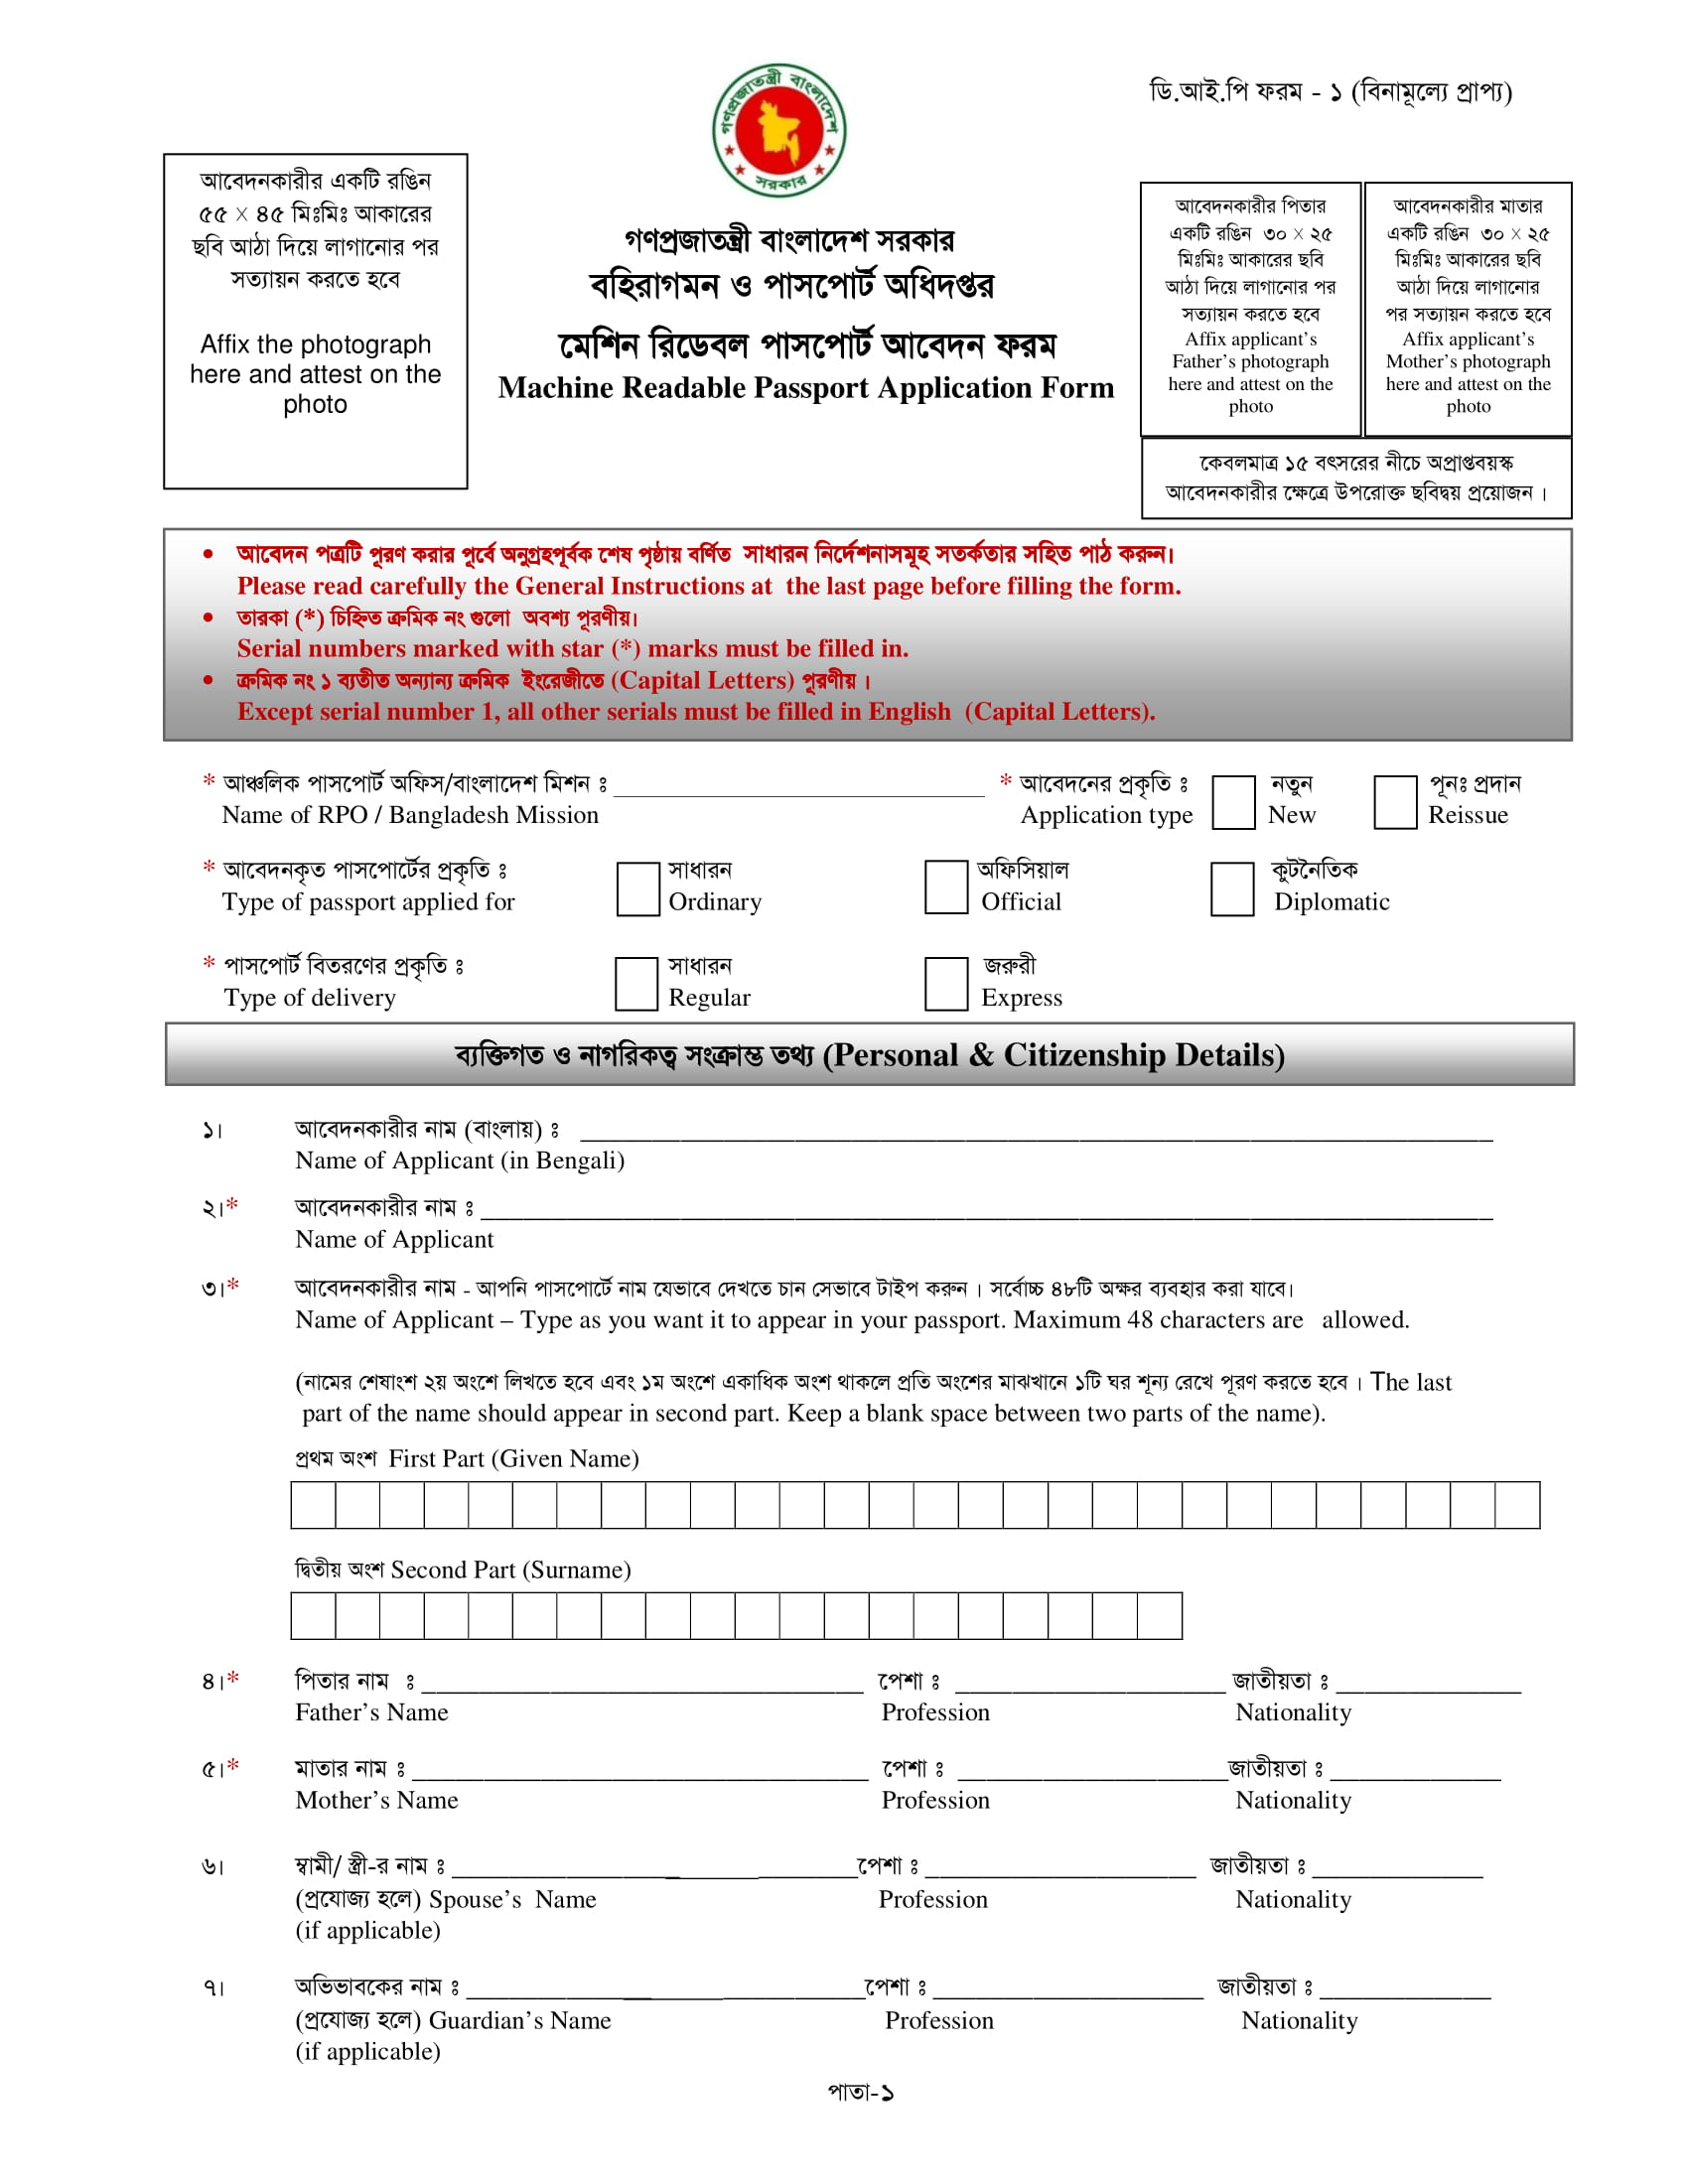 ডি.আই.পি ফরম - ১ (বিনামূল্যে প্রাপ্য)
গণপ্রজাতন্ত্রী বাংলাদেশ
সরকার
আবেদনকারীর একটি রঙিন
৫৫ X ৪৫ মিঃমিঃ আকারের
ছবি আঠা দিয়ে লাগানোর পর
সত্যায়ন করতে হবে
Affix the photograph
here and attest on the
photo
গণপ্রজাতন্ত্রী বাংলাদেশ সরকার
বহিরাগমন ও পাসপোর্ট অধিদপ্তর
মেশিন রিডেবল পাসপোর্ট আবেদন ফরম
Machine Readable Passport Application Form
আবেদনকারীর পিতার
একটি রঙিন ৩০ X ২৫
মিঃমিঃ আকারের ছবি
আঠা দিয়ে লাগানোর পর
সত্যায়ন করতে হবে
Affix applicant's
Father's photograph
here and attest on the
photo
আবেদনকারীর মাতার
একটি রঙিন ৩০ X ২৫
মিঃমিঃ আকারের ছবি
আঠা দিয়ে লাগানোর
পর সত্যায়ন করতে হবে
Affix applicant's
Mother's photograph
here and attest on the
photo
কেবলমাত্র ১৫ বৎসরের নীচে অপ্রাপ্তবয়স্ক
আবেদনকারীর ক্ষেত্রে উপরোক্ত ছবিদ্বয় প্রয়োজন ।
• আবেদন পত্রটি পূরণ করার পূর্বে অনুগ্রহপূর্বক শেষ পৃষ্ঠায় বর্ণিত সাধারন নির্দেশনাসমূহ সতর্কতার সহিত পাঠ করুন।
Please read carefully the General Instructions at the last page before filling the form.
• তারকা (*) চিহ্নিত ক্রমিক নং গুলো অবশ্য পূরণীয়।
Serial numbers marked with star (*) marks must be filled in.
• ক্রমিক নং ১ ব্যতীত অন্যান্য ক্রমিক ইংরেজীতে (Capital Letters) পূরণীয় ।
Except serial number 1, all other serials must be filled in English (Capital Letters).
* আঞ্চলিক পাসপোর্ট অফিস/বাংলাদেশ মিশন ঃ * আবেদনের প্রকৃতি ঃ নতুন পূনঃ প্রদান
Name of RPO / Bangladesh Mission Application type New Reissue
* আবেদনকৃত পাসপোর্টের প্রকৃতি ঃ সাধারন অফিসিয়াল কুটনৈতিক
Type of passport applied for Ordinary Official Diplomatic
* পাসপোর্ট বিতরণের প্রকৃতি ঃ সাধারন জরুরী
Type of delivery Regular Express
ব্যক্তিগত ও নাগরিকত্ব সংক্রান্ত তথ্য (Personal & Citizenship Details)
১। আবেদনকারীর নাম (বাংলায়) ঃ
Name of Applicant (in Bengali)
২।* আবেদনকারীর নাম ঃ
Name of Applicant
৩।* আবেদনকারীর নাম - আপনি পাসপোর্টে নাম যেভাবে দেখতে চান সেভাবে টাইপ করুন । সর্বোচ্চ ৪৮টি অক্ষর ব্যবহার করা যাবে।
Name of Applicant – Type as you want it to appear in your passport. Maximum 48 characters are allowed.
(নামের শেষাংশ ২য় অংশে লিখতে হবে এবং ১ম অংশে একাধিক অংশ থাকলে প্রতি অংশের মাঝখানে ১টি ঘর শূন্য রেখে পূরণ করতে হবে । The last
part of the name should appear in second part. Keep a blank space between two parts of the name).
প্রথম অংশ First Part (Given Name)
দ্বিতীয় অংশ Second Part (Surname)
৪।* পিতার নাম ঃ পেশা ঃ জাতীয়তা ঃ
Father's Name Profession Nationality
৫।* মাতার নাম ঃ পেশা ঃ জাতীয়তা ঃ
Mother's Name Profession Nationality
৬। স্বামী/ স্ত্রী-র নাম ঃ পেশা ঃ জাতীয়তা ঃ
(প্রযোজ্য হলে) Spouse's Name Profession Nationality
(if applicable)
৭। অভিভাবকের নাম ঃ পেশা ঃ জাতীয়তা ঃ
(প্রযোজ্য হলে) Guardian's Name Profession Nationality
(if applicable)
পাতা-১